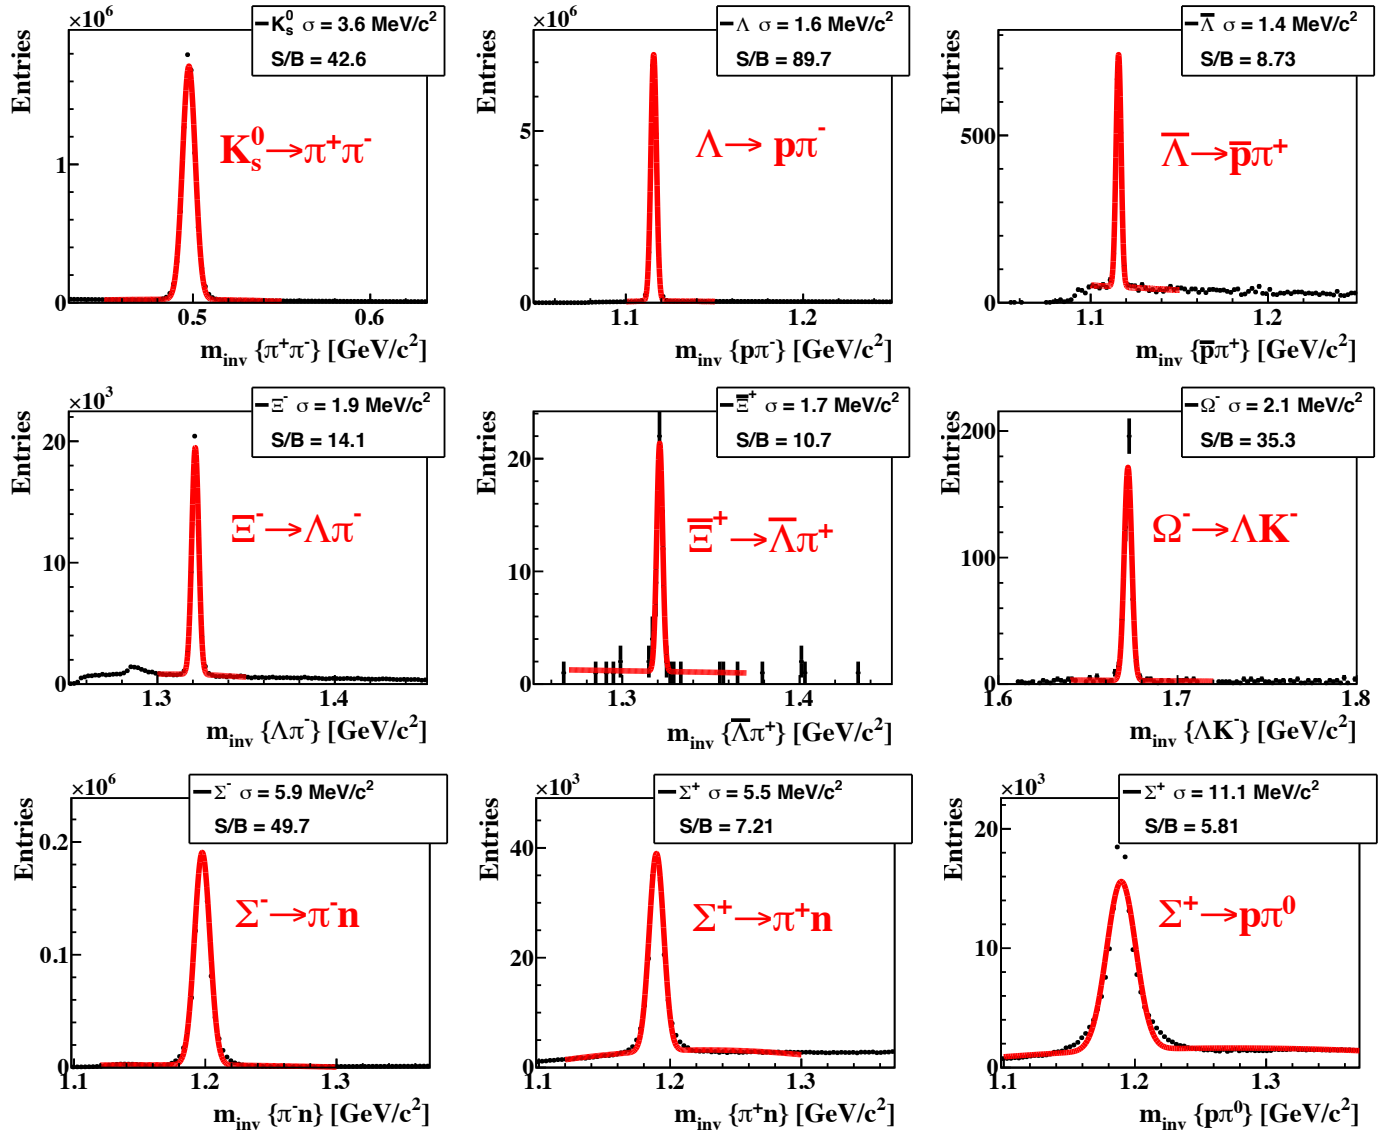 ×10⁶
K⁰ₛ σ = 3.6 MeV/c²
S/B = 42.6
Entries
1
0
0.5
0.6
K⁰ₛ→π⁺π⁻
m_inv {π⁺π⁻} [GeV/c²]
×10⁶
Λ σ = 1.6 MeV/c²
S/B = 89.7
Entries
5
0
1.1
1.2
Λ→ pπ⁻
m_inv {pπ⁻} [GeV/c²]
Λ̅ σ = 1.4 MeV/c²
S/B = 8.73
Entries
500
0
1.1
1.2
Λ̅→p̅π⁺
m_inv {p̅π⁺} [GeV/c²]
×10³
Ξ⁻ σ = 1.9 MeV/c²
S/B = 14.1
Entries
20
10
0
1.3
1.4
Ξ⁻→Λπ⁻
m_inv {Λπ⁻} [GeV/c²]
Ξ̅⁺ σ = 1.7 MeV/c²
S/B = 10.7
Entries
20
10
0
1.3
1.4
Ξ̅⁺→Λ̅π⁺
m_inv {Λ̅π⁺} [GeV/c²]
Ω⁻ σ = 2.1 MeV/c²
S/B = 35.3
Entries
200
100
0
1.6
1.7
1.8
Ω⁻→ΛK⁻
m_inv {ΛK⁻} [GeV/c²]
×10⁶
Σ⁻ σ = 5.9 MeV/c²
S/B = 49.7
Entries
0.2
0.1
0
1.1
1.2
1.3
Σ⁻→π⁻n
m_inv {π⁻n} [GeV/c²]
×10³
Σ⁺ σ = 5.5 MeV/c²
S/B = 7.21
Entries
40
20
0
1.1
1.2
1.3
Σ⁺→π⁺n
m_inv {π⁺n} [GeV/c²]
×10³
Σ⁺ σ = 11.1 MeV/c²
S/B = 5.81
Entries
20
10
0
1.1
1.2
1.3
Σ⁺→pπ⁰
m_inv {pπ⁰} [GeV/c²]